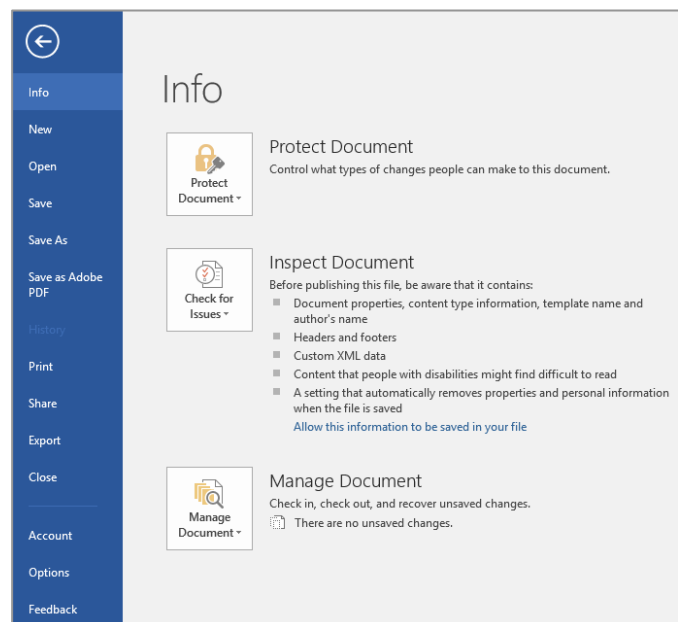 Info
New
Open
Save
Save As
Save as Adobe
PDF
History
Print
Share
Export
Close
Account
Options
Feedback
Info
Protect
Document
Protect Document
Control what types of changes people can make to this document.
Check for
Issues
Inspect Document
Before publishing this file, be aware that it contains:
Document properties, content type information, template name and
author's name
Headers and footers
Custom XML data
Content that people with disabilities might find difficult to read
A setting that automatically removes properties and personal information
when the file is saved
Allow this information to be saved in your file
Manage
Document
Manage Document
Check in, check out, and recover unsaved changes.
There are no unsaved changes.